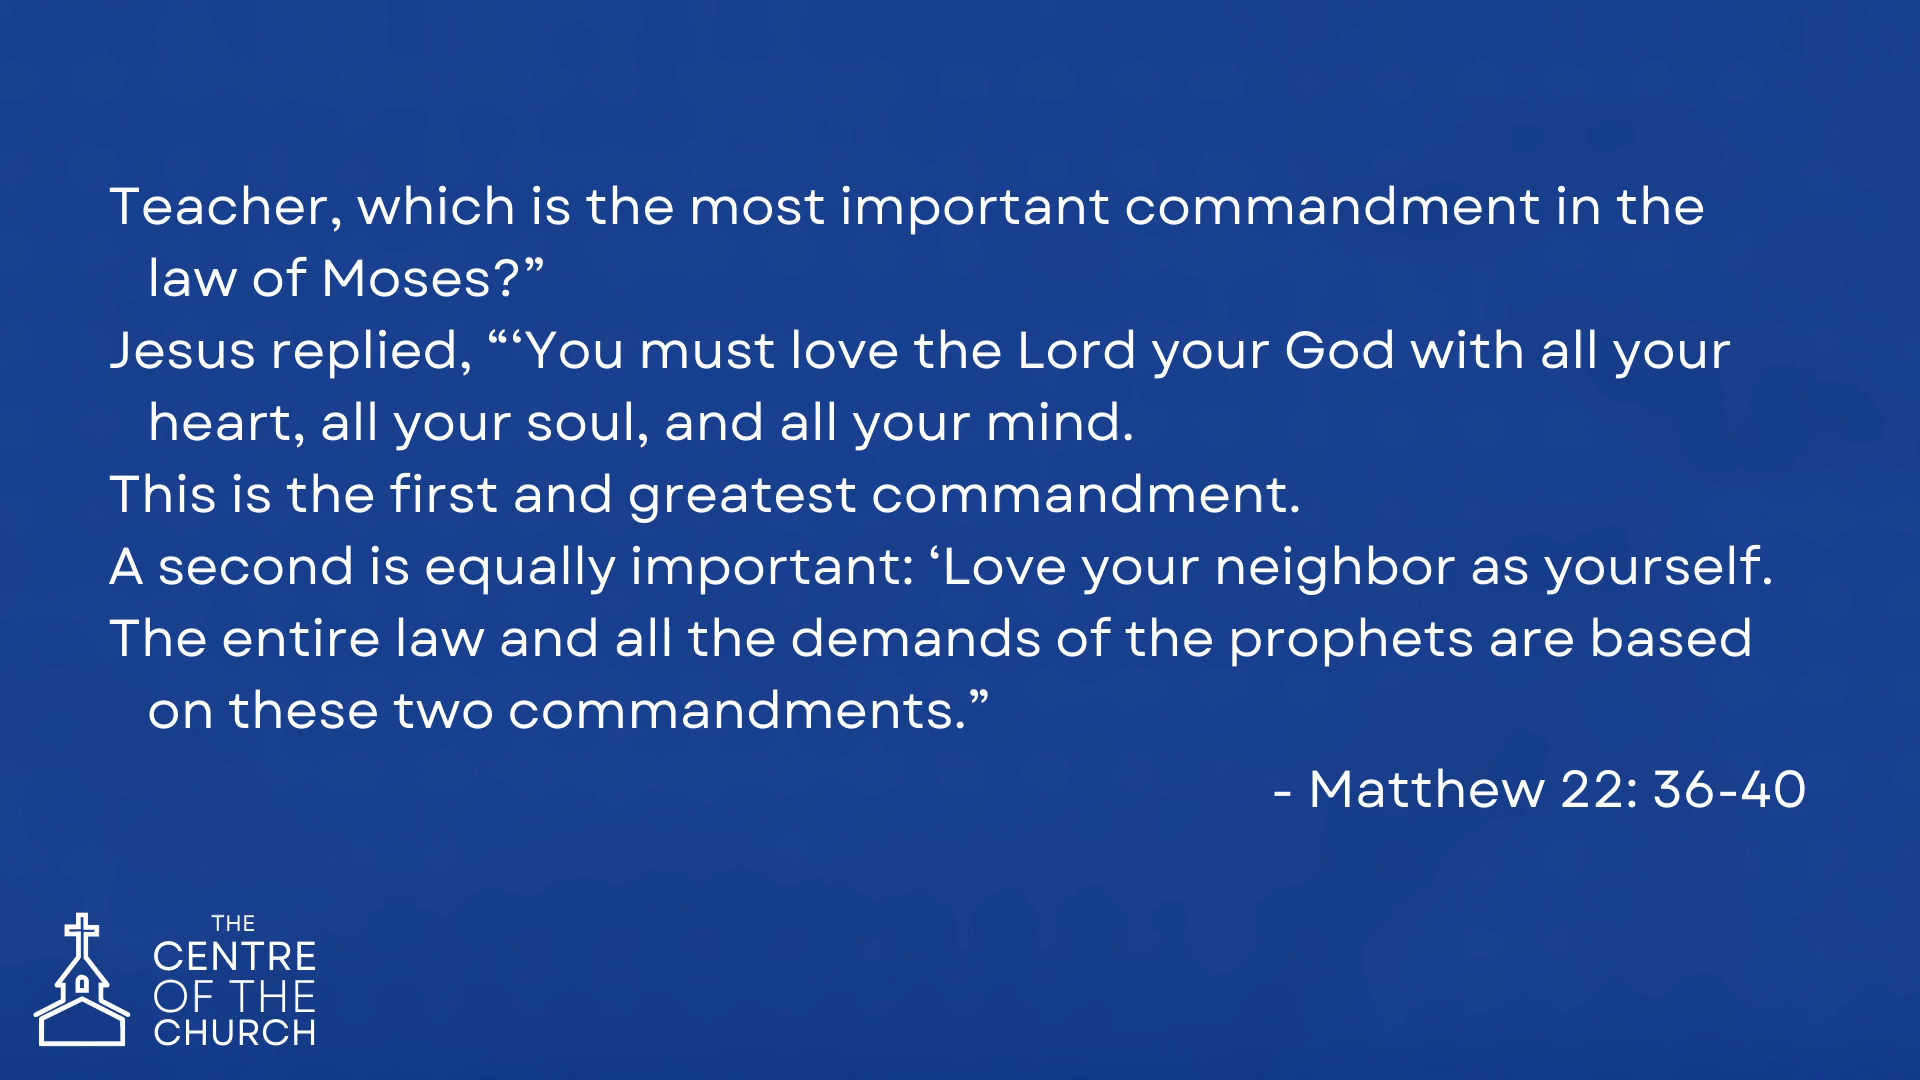 Teacher, which is the most important commandment in the
law of Moses?”
Jesus replied, “‘You must love the Lord your God with all your
heart, all your soul, and all your mind.
This is the first and greatest commandment.
A second is equally important: ‘Love your neighbor as yourself.
The entire law and all the demands of the prophets are based
on these two commandments.”
- Matthew 22: 36-40
THE
CENTRE
OF THE
CHURCH